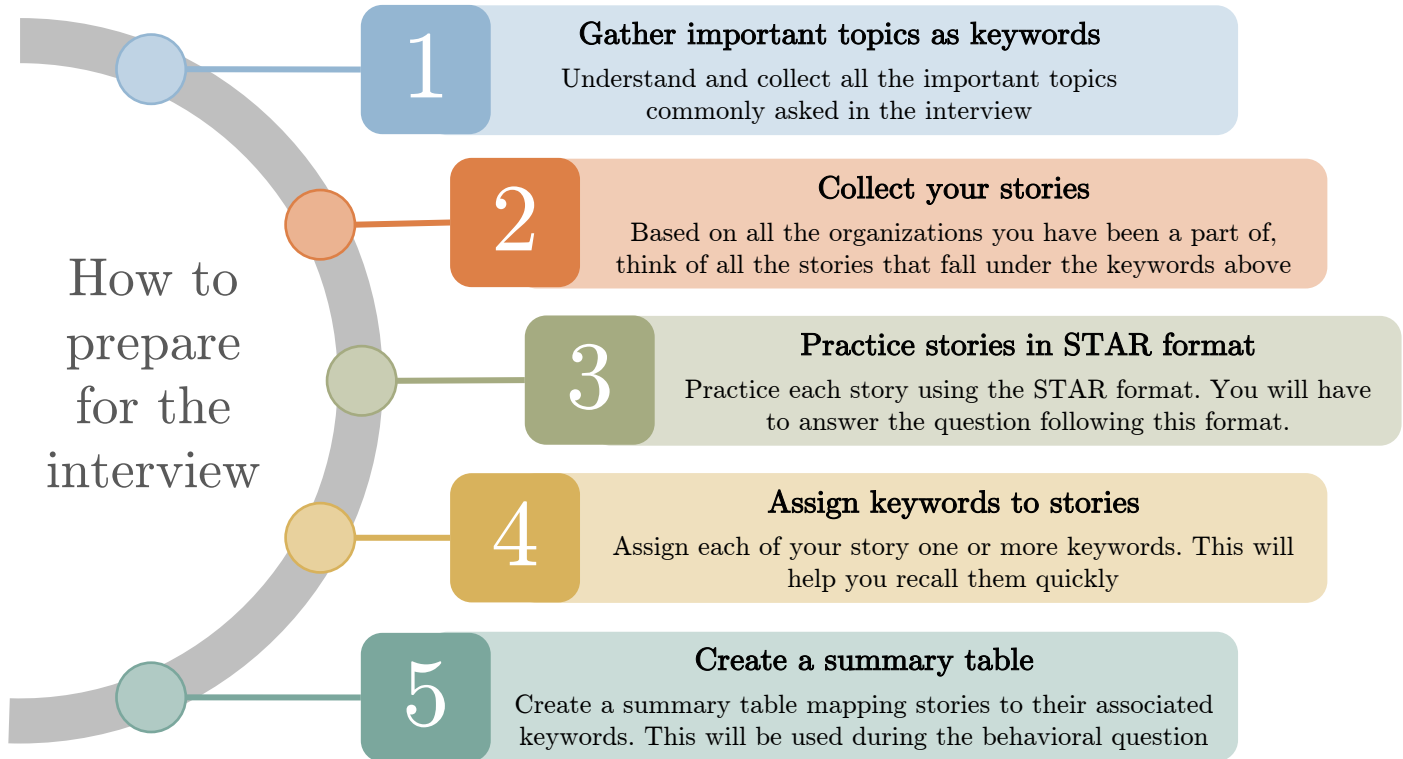 How to
prepare
for the
interview
1
Gather important topics as keywords
Understand and collect all the important topics
commonly asked in the interview
2
Collect your stories
Based on all the organizations you have been a part of,
think of all the stories that fall under the keywords above
3
Practice stories in STAR format
Practice each story using the STAR format. You will have
to answer the question following this format.
4
Assign keywords to stories
Assign each of your story one or more keywords. This will
help you recall them quickly
5
Create a summary table
Create a summary table mapping stories to their associated
keywords. This will be used during the behavioral question